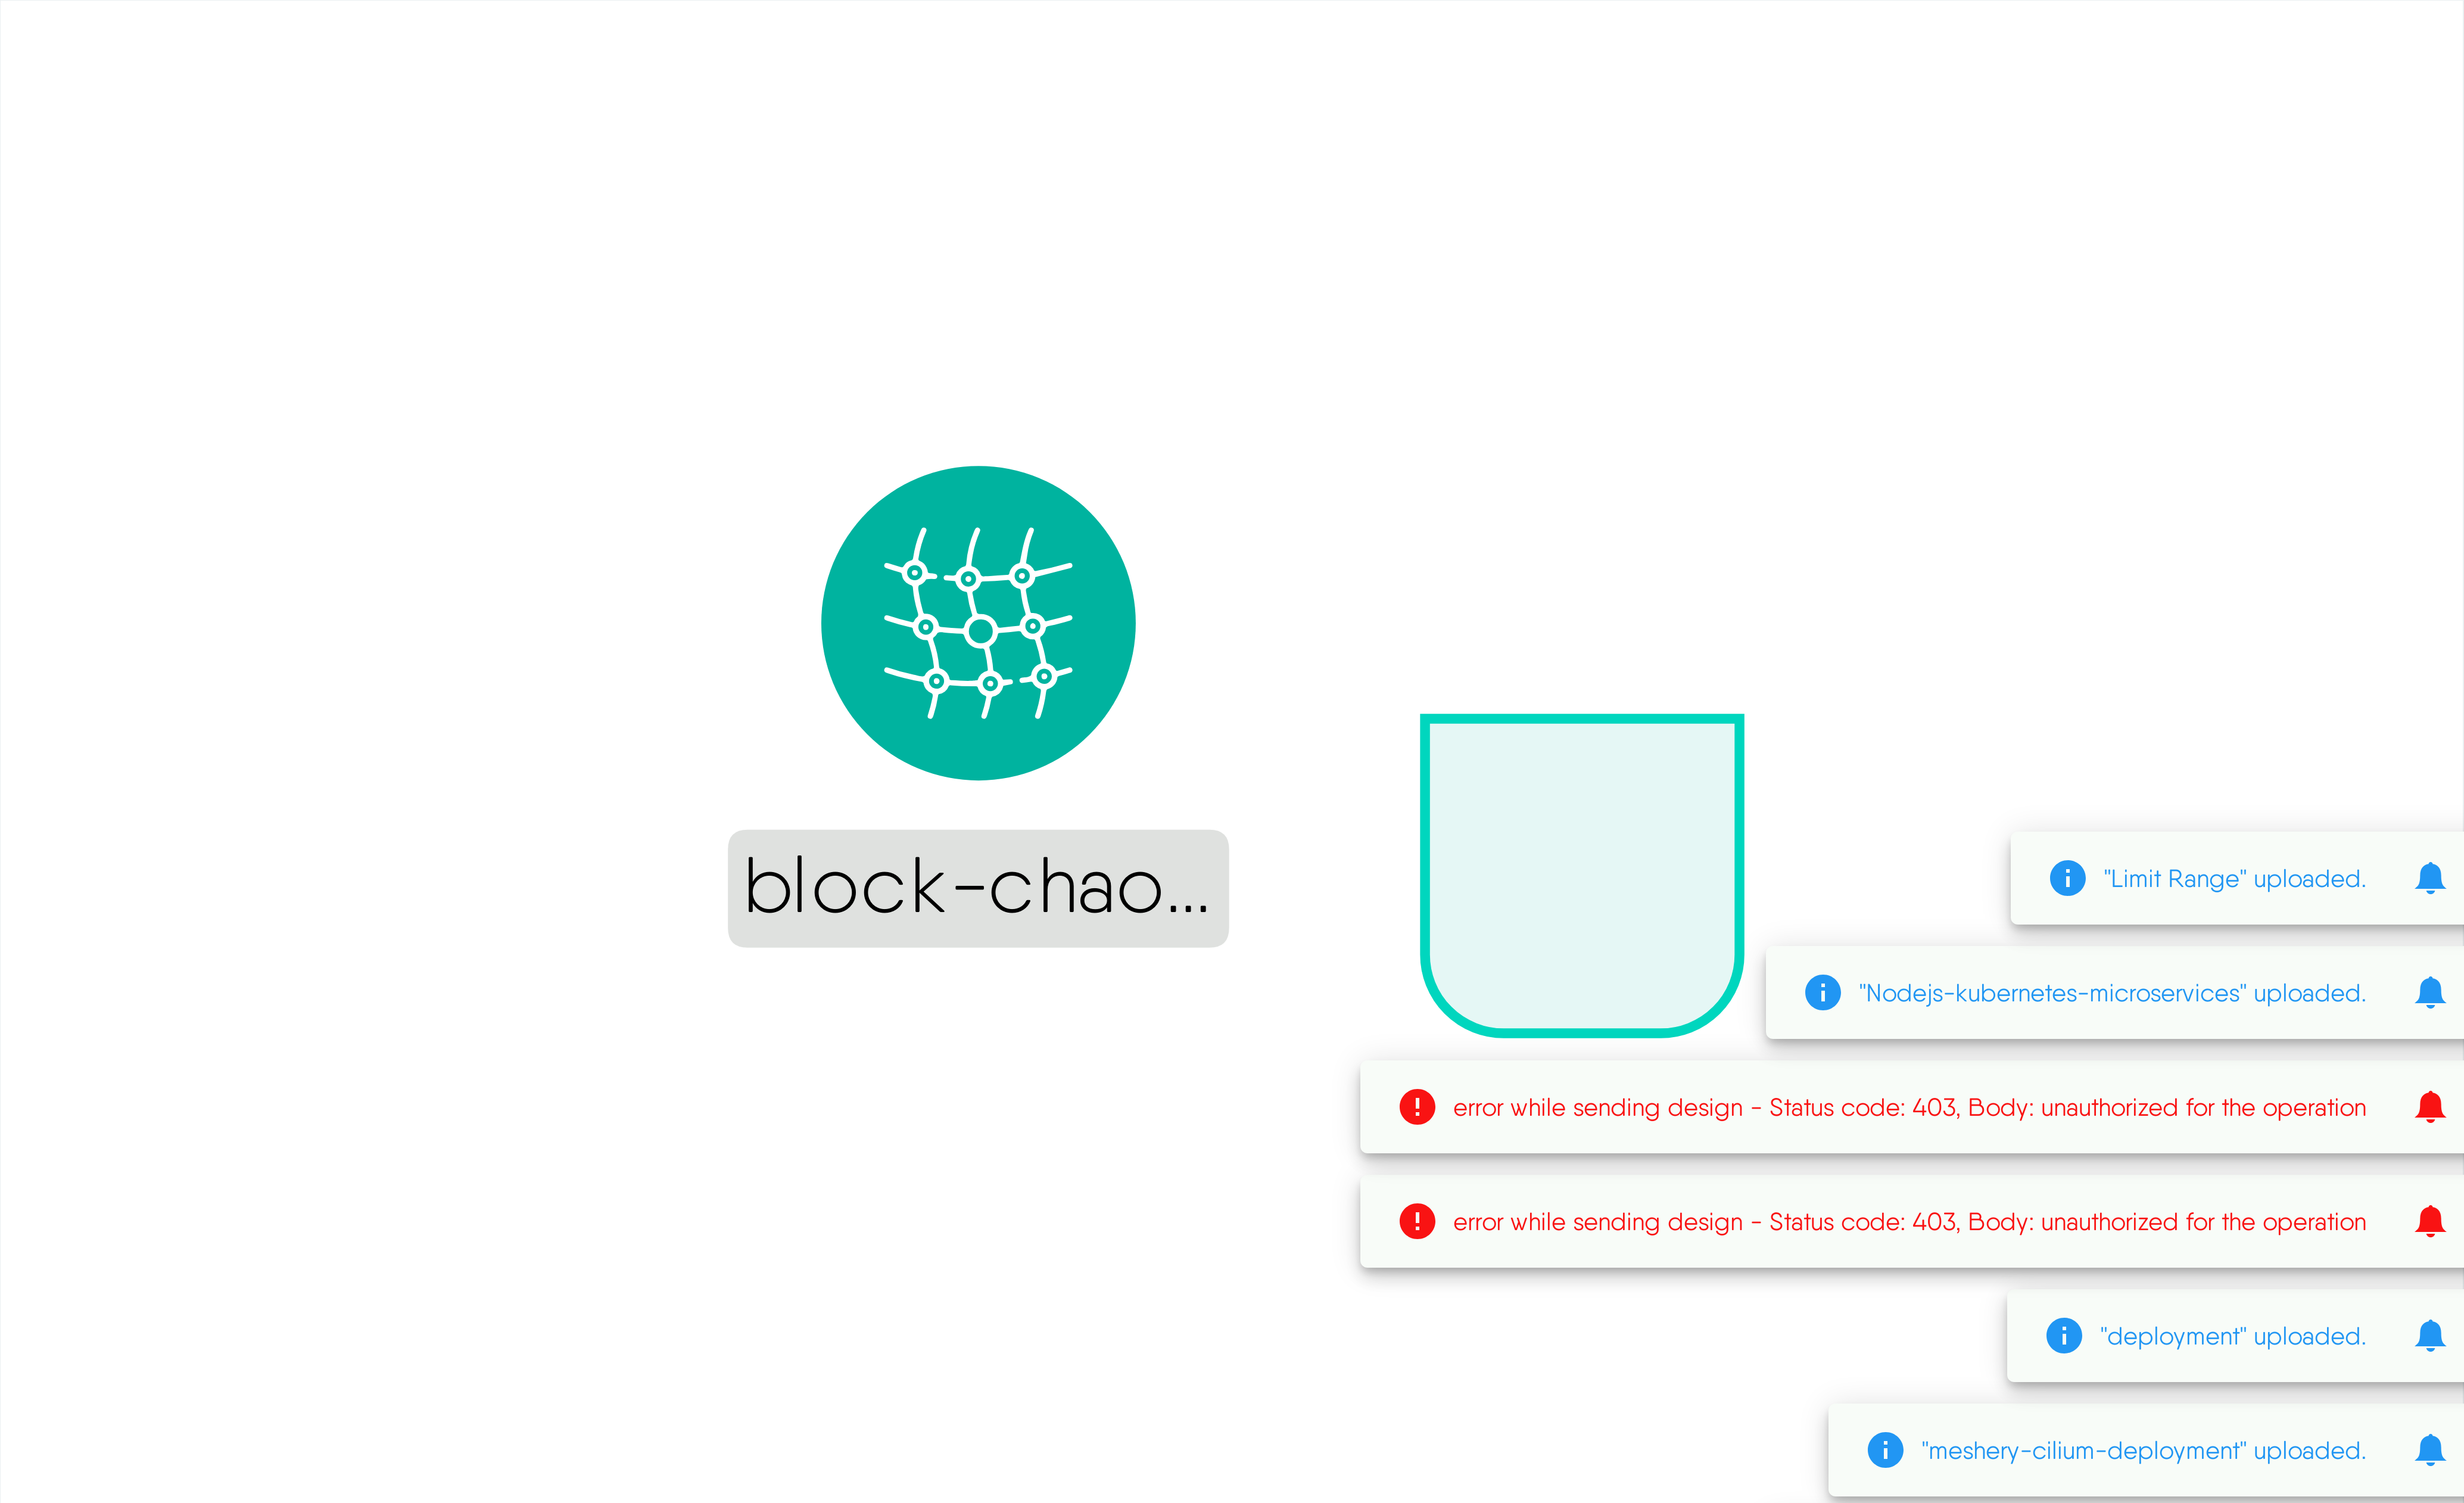 block-chao...
"Limit Range" uploaded.
"Nodejs-kubernetes-microservices" uploaded.
error while sending design - Status code: 403, Body: unauthorized for the operation
error while sending design - Status code: 403, Body: unauthorized for the operation
"deployment" uploaded.
"meshery-cilium-deployment" uploaded.